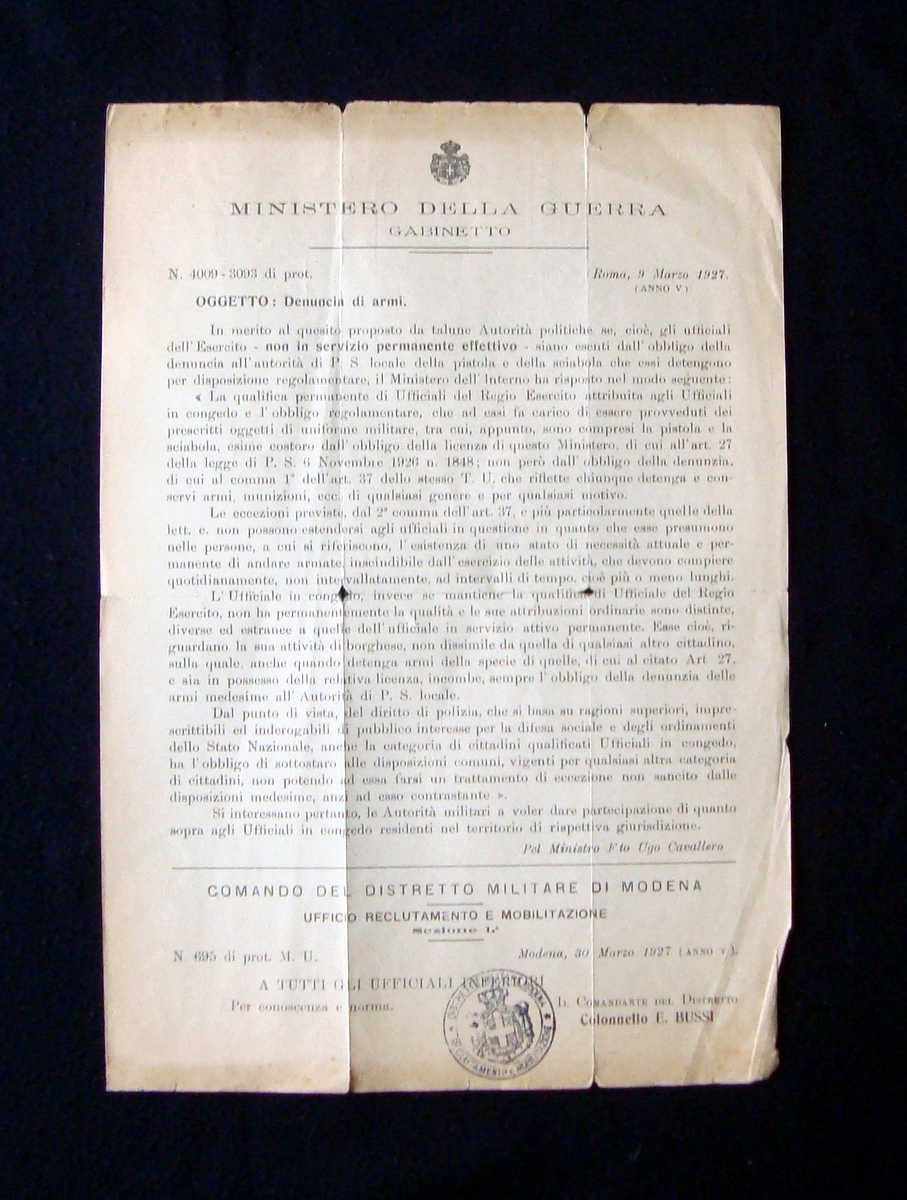 MINISTERO DELLA GUERRA
GABINETTO
N. 4009-3093 di prot.
Roma, 9 Marzo 1927.
(ANNO V)
OGGETTO: Denuncia di armi.
In merito al quesito proposto da talune Autorità politiche se, cioè, gli ufficiali
dell'Esercito - non in servizio permanente effettivo - siano esenti dall'obbligo della
denuncia all'autorità di P. S locale della pistola e della sciabola che essi detengono
per disposizione regolamentare, il Ministero dell'Interno ha risposto nel modo seguente:
« La qualifica permanente di Ufficiali del Regio Esercito attribuita agli Ufficiali
in congedo e l'obbligo regolamentare, che ad essi fa carico di essere provveduti dei
prescritti oggetti di uniforme militare, tra cui, appunto, sono compresi la pistola e la
sciabola, esime costoro dall'obbligo della licenza di questo Ministero, di cui all'art. 27
della legge di P. S. 6 Novembre 1926 n. 1848; non però dall'obbligo della denunzia,
di cui al comma 1° dell'art. 37 dello stesso T. U. che riflette chiunque detenga e con-
servi armi, munizioni, ecc. di qualsiasi genere e per qualsiasi motivo.
Le eccezioni previste, dal 2° comma dell'art. 37, e più particolarmente quelle della
lett. c. non possono estendersi agli ufficiali in questione in quanto che esse presumono
nelle persone, a cui si riferiscono, l'esistenza di uno stato di necessità attuale e per-
manente di andare armate inscindibile dall'esercizio delle attività, che devono compiere
quotidianamente, non intervallatamente, ad intervalli di tempo, cioè più o meno lunghi.
L'Ufficiale in congedo, invece se mantiene la qualifica di Ufficiale del Regio
Esercito, non ha permanentemente la qualità e le sue attribuzioni ordinarie sono distinte,
diverse ed estranee a quelle dell'ufficiale in servizio attivo permanente. Esse cioè, ri-
guardano la sua attività di borghese, non dissimile da quella di qualsiasi altro cittadino,
sulla quale, anche quando detenga armi della specie di quelle, di cui al citato Art 27,
e sia in possesso della relativa licenza, incombe, sempre l'obbligo della denunzia delle
armi medesime all'Autorità di P. S. locale.
Dal punto di vista, del diritto di polizia, che si basa su ragioni superiori, impre-
scrittibili ed inderogabili di pubblico interesse per la difesa sociale e degli ordinamenti
dello Stato Nazionale, anche la categoria di cittadini qualificati Ufficiali in congedo,
ha l'obbligo di sottostare alle disposizioni comuni, vigenti per qualsiasi altra categoria
di cittadini, non potendo ad essa farsi un trattamento di eccezione non sancito dalle
disposizioni medesime, anzi ad esso contrastante ».
Si interessano pertanto, le Autorità militari a voler dare partecipazione di quanto
sopra agli Ufficiali in congedo residenti nel territorio di rispettiva giurisdizione.
Pel Ministro F'to Ugo Cavallero
COMANDO DEL DISTRETTO MILITARE DI MODENA
UFFICIO RECLUTAMENTO E MOBILITAZIONE
Sezione I.ª
N. 695 di prot. M. U.
Modena, 30 Marzo 1927 (ANNO V).
A TUTTI GLI UFFICIALI INFERIORI
Per conoscenza e norma.
IL COMANDANTE DEL DISTRETTO
Colonnello E. BUSSI